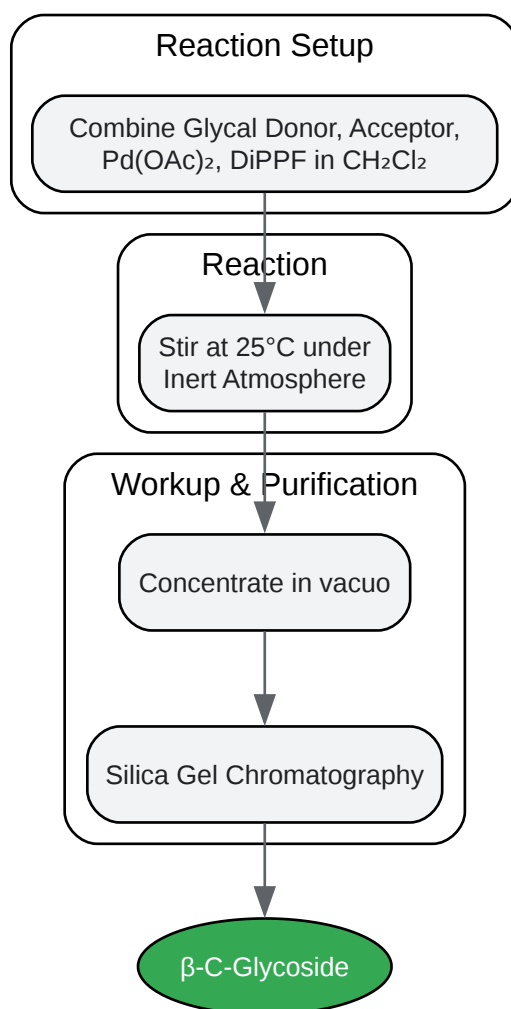 Reaction Setup
Combine Glycal Donor, Acceptor,
Pd(OAc)₂, DiPPF in CH₂Cl₂
Reaction
Stir at 25°C under
Inert Atmosphere
Workup & Purification
Concentrate in vacuo
Silica Gel Chromatography
β-C-Glycoside